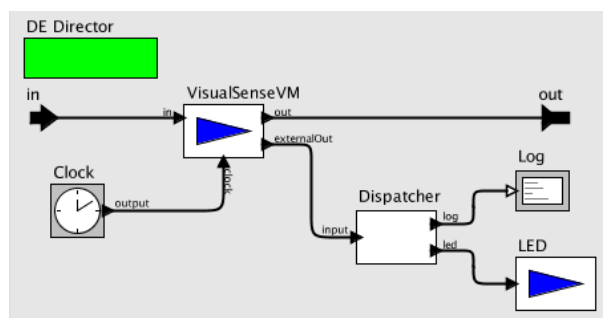 DE Director
in
VisualSenseVM
out
in
out
externalOut
clock
Clock
output
Dispatcher
input
log
led
Log
LED